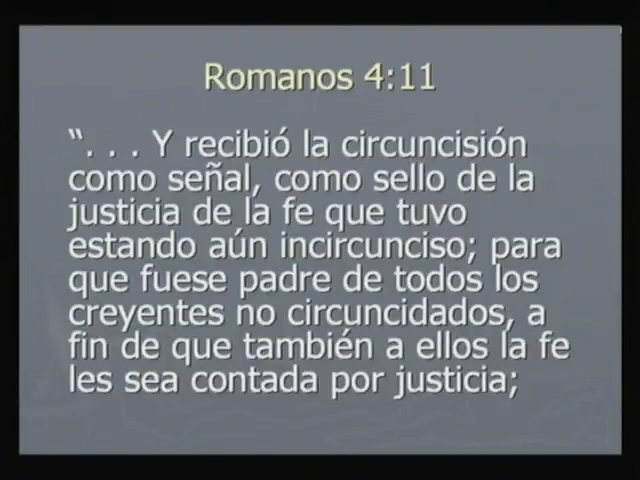 Romanos 4:11
“. . . Y recibió la circuncisión
como señal, como sello de la
justicia de la fe que tuvo
estando aún incircunciso; para
que fuese padre de todos los
creyentes no circuncidados, a
fin de que también a ellos la fe
les sea contada por justicia;